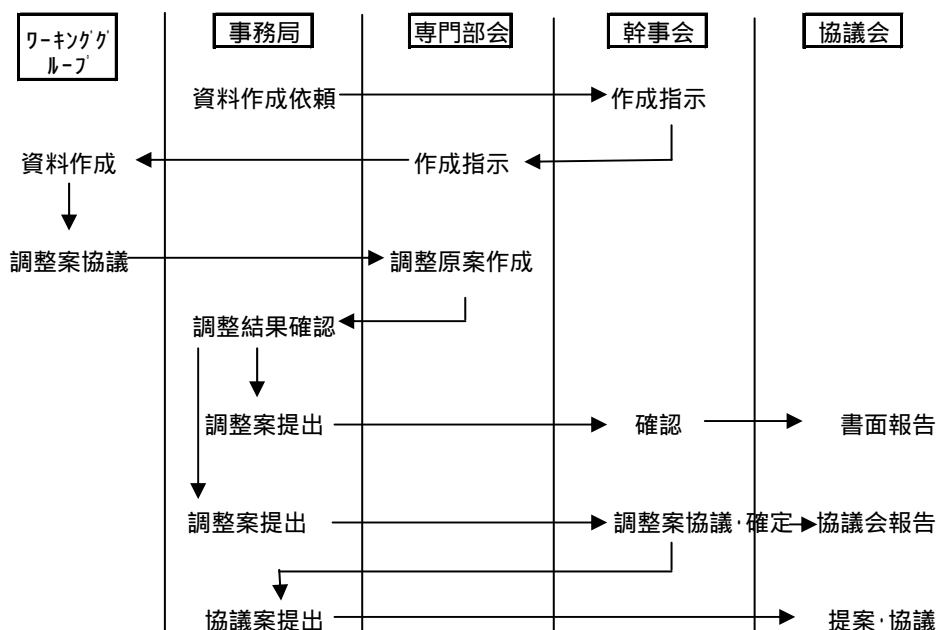 ﾜｰｷﾝｸﾞｸﾞ
ﾙｰﾌﾟ
事務局
専門部会
幹事会
協議会
資料作成依頼
作成指示
資料作成
作成指示
調整案協議
調整原案作成
調整結果確認
調整案提出
確認
書面報告
調整案提出
調整案協議･確定
協議会報告
協議案提出
提案･協議